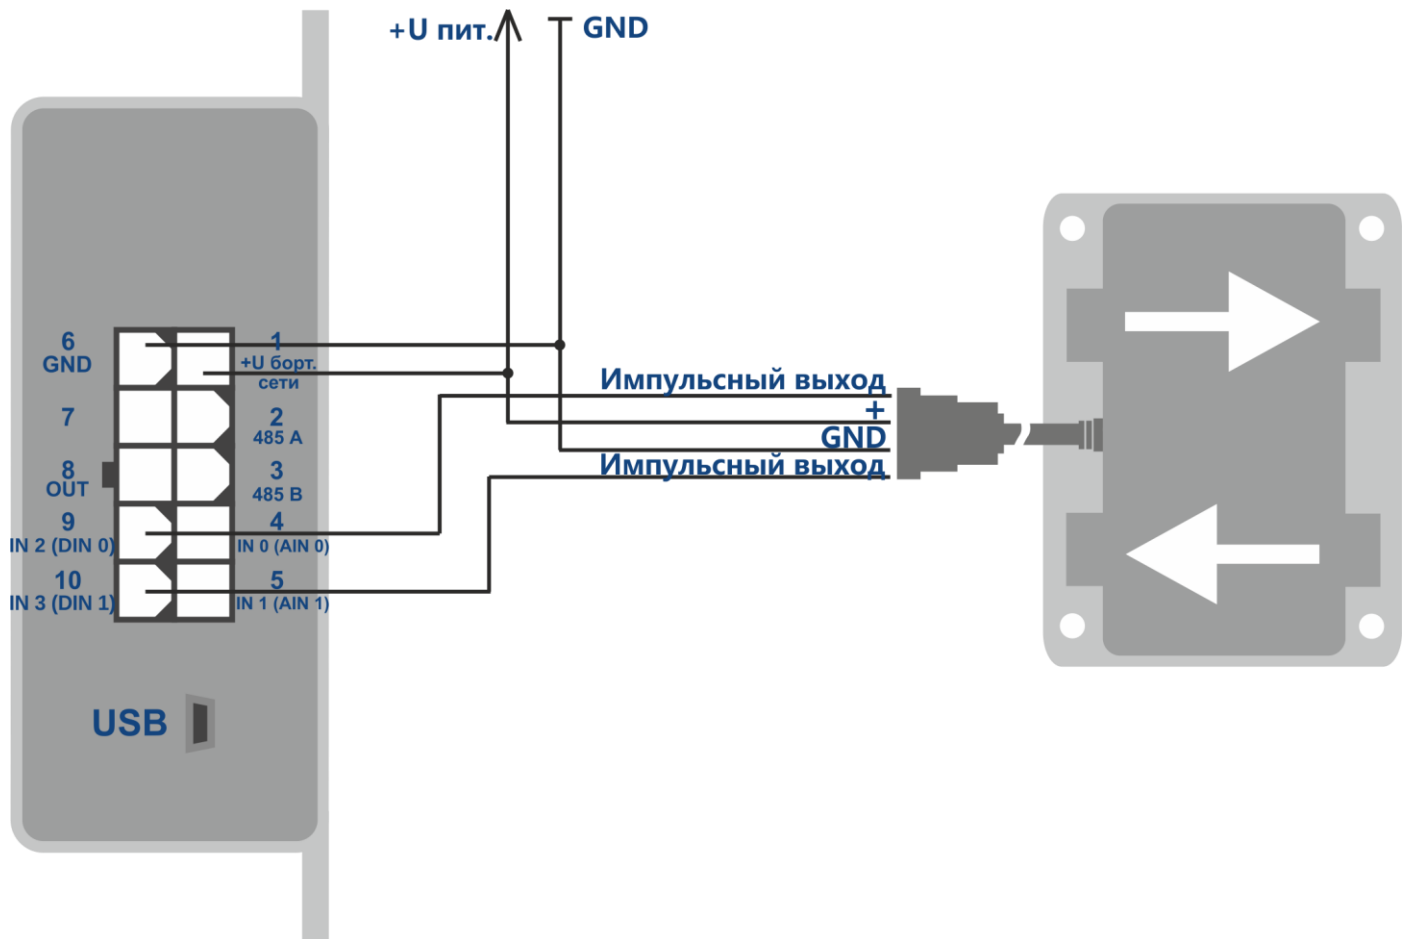 +U пит.
GND
6
GND
1
+U борт.
сети
7
2
485 A
8
OUT
3
485 B
9
IN 2 (DIN 0)
4
IN 0 (AIN 0)
10
IN 3 (DIN 1)
5
IN 1 (AIN 1)
USB
Импульсный выход
+
GND
Импульсный выход